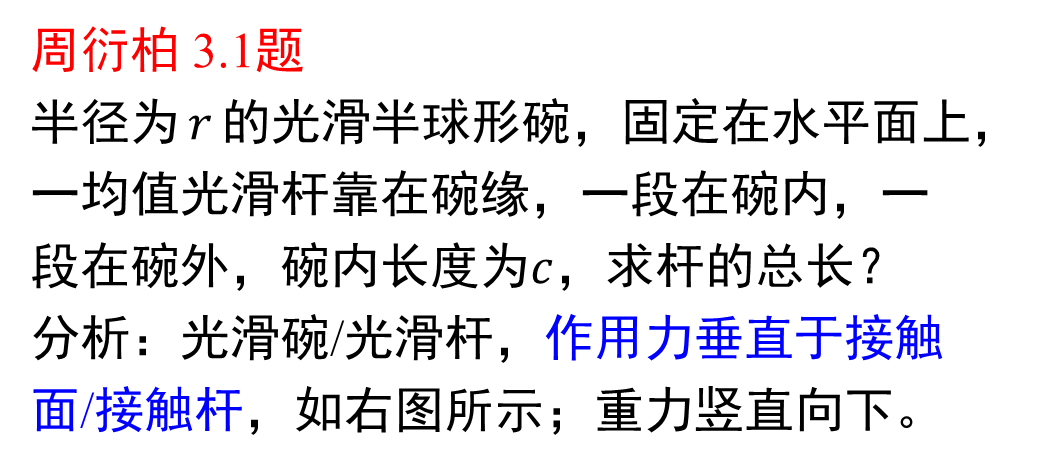 周衍柏 3.1题
半径为 r 的光滑半球形碗，固定在水平面上，
一均值光滑杆靠在碗缘，一段在碗内，一
段在碗外，碗内长度为c，求杆的总长？
分析：光滑碗/光滑杆，作用力垂直于接触
面/接触杆，如右图所示；重力竖直向下。